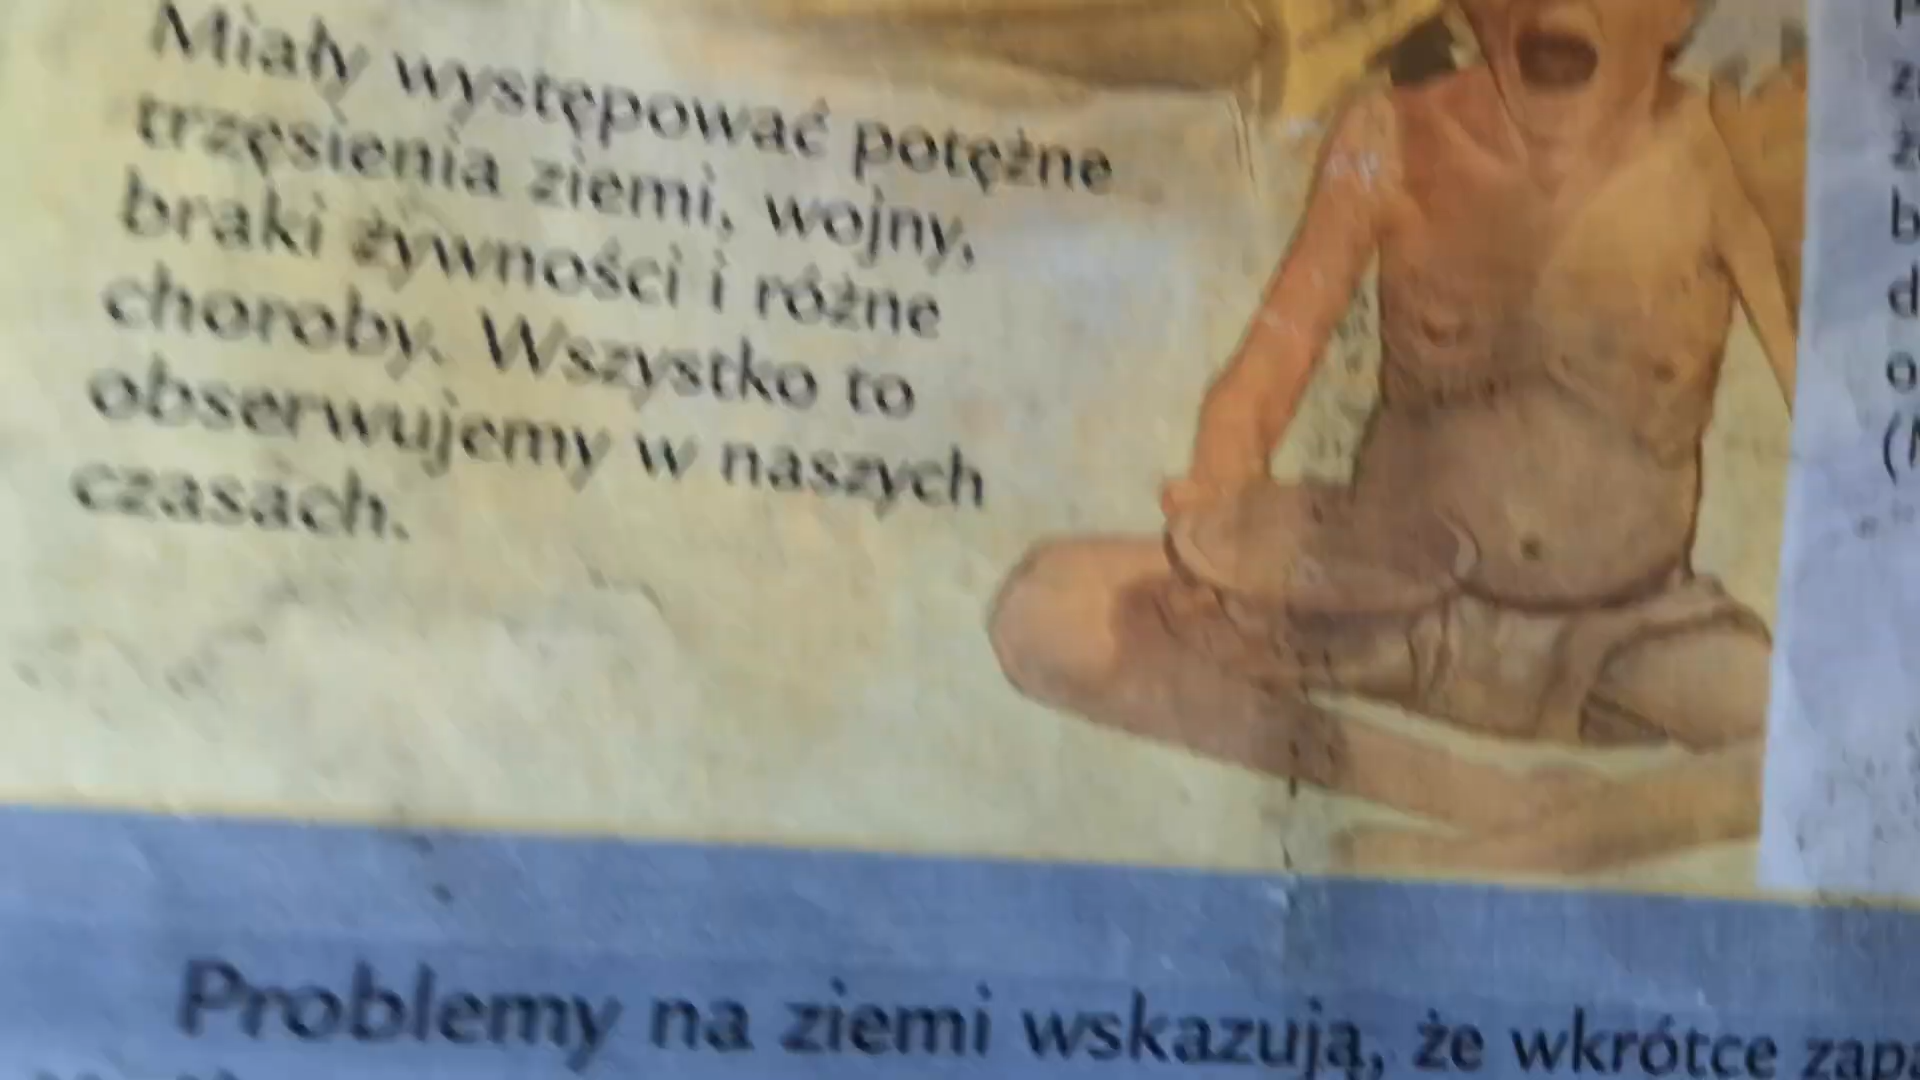 Miały występować potężne
trzęsienia ziemi, wojny,
braki żywności i różne
choroby. Wszystko to
obserwujemy w naszych
czasach.
Problemy na ziemi wskazują, że wkrótce